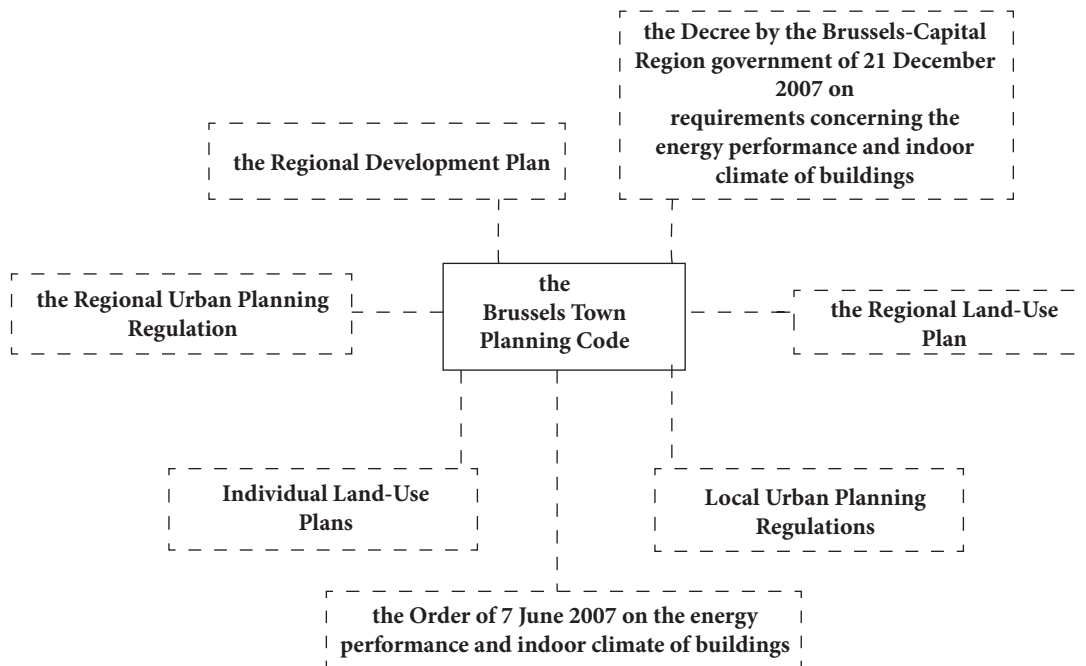 the Decree by the Brussels-Capital
Region government of 21 December
2007 on
requirements concerning the
energy performance and indoor
climate of buildings
the Regional Development Plan
the
Brussels Town
Planning Code
the Regional Urban Planning
Regulation
the Regional Land-Use
Plan
Individual Land-Use
Plans
Local Urban Planning
Regulations
the Order of 7 June 2007 on the energy
performance and indoor climate of buildings